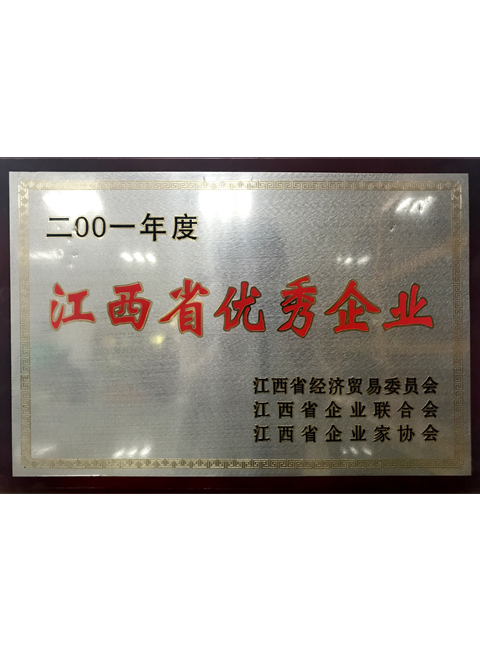 二00一年度
江西省优秀企业
江西省经济贸易委员会
江西省企业联合会
江西省企业家协会